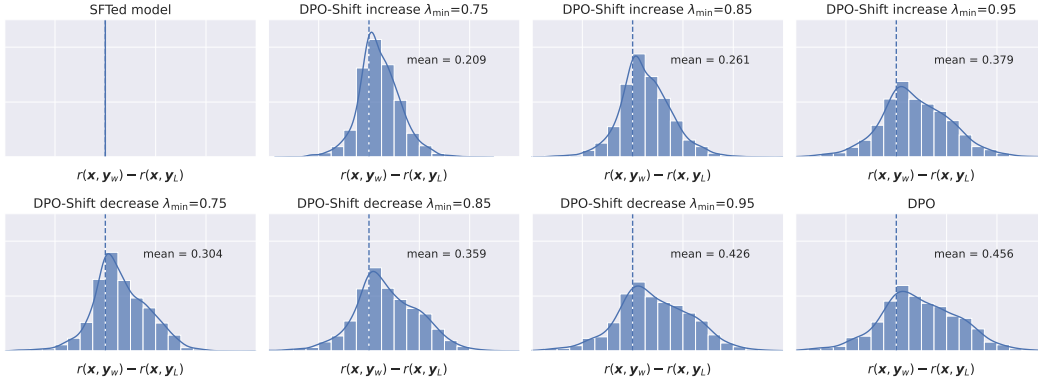 SFTed model
DPO-Shift increase λmin=0.75
DPO-Shift increase λmin=0.85
DPO-Shift increase λmin=0.95
mean = 0.209
mean = 0.261
mean = 0.379
r(x, yw) − r(x, yL)
r(x, yw) − r(x, yL)
r(x, yw) − r(x, yL)
r(x, yw) − r(x, yL)
DPO-Shift decrease λmin=0.75
DPO-Shift decrease λmin=0.85
DPO-Shift decrease λmin=0.95
DPO
mean = 0.304
mean = 0.359
mean = 0.426
mean = 0.456
r(x, yw) − r(x, yL)
r(x, yw) − r(x, yL)
r(x, yw) − r(x, yL)
r(x, yw) − r(x, yL)